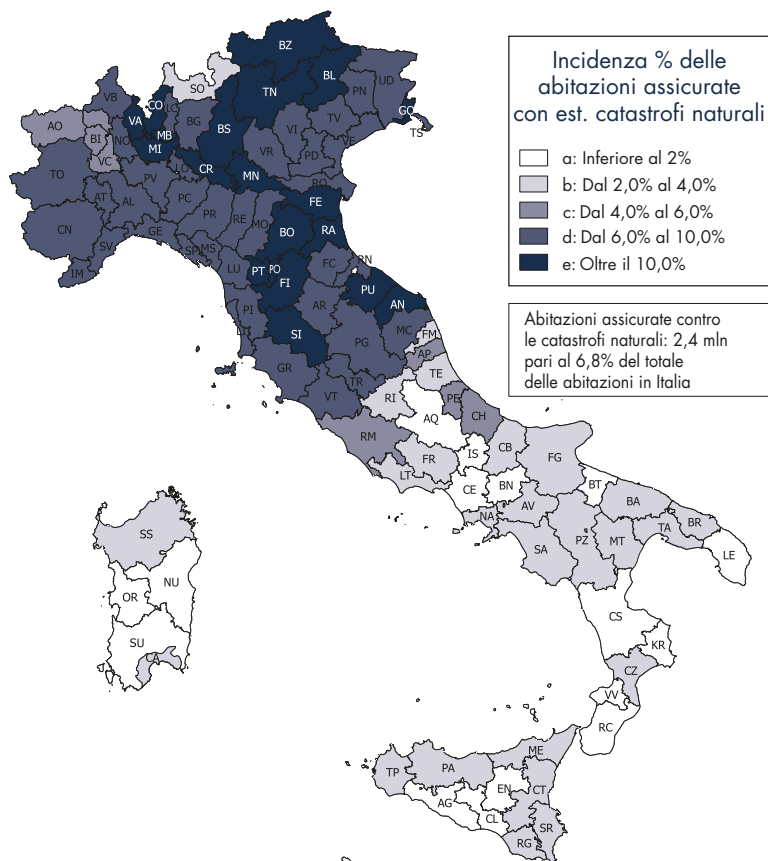 Incidenza % delle
abitazioni assicurate
con est. catastrofi naturali
a: Inferiore al 2%
b: Dal 2,0% al 4,0%
c: Dal 4,0% al 6,0%
d: Dal 6,0% al 10,0%
e: Oltre il 10,0%
Abitazioni assicurate contro
le catastrofi naturali: 2,4 mln
pari al 6,8% del totale
delle abitazioni in Italia
BZ
SO
TN
BL
UD
PN
VB
CO
LC
BG
BS
TV
GO
TS
AO
BI
VA
MB
MI
VI
VR
PD
VE
NO
VC
LO
CR
MN
RO
TO
PV
AT
AL
PC
PR
RE
MO
FE
CN
SV
GE
IM
SP
MS
BO
RA
LU
PT
PO
FI
FC
RN
PU
AN
PI
LI
AR
SI
MC
FM
GR
PG
AP
TE
VT
TR
RI
AQ
PE
CH
RM
FR
LT
IS
CB
FG
CE
BN
BT
BA
NA
AV
SA
PZ
MT
TA
BR
LE
SS
NU
OR
SU
CA
CS
KR
CZ
VV
RC
ME
TP
PA
EN
CT
AG
CL
SR
RG